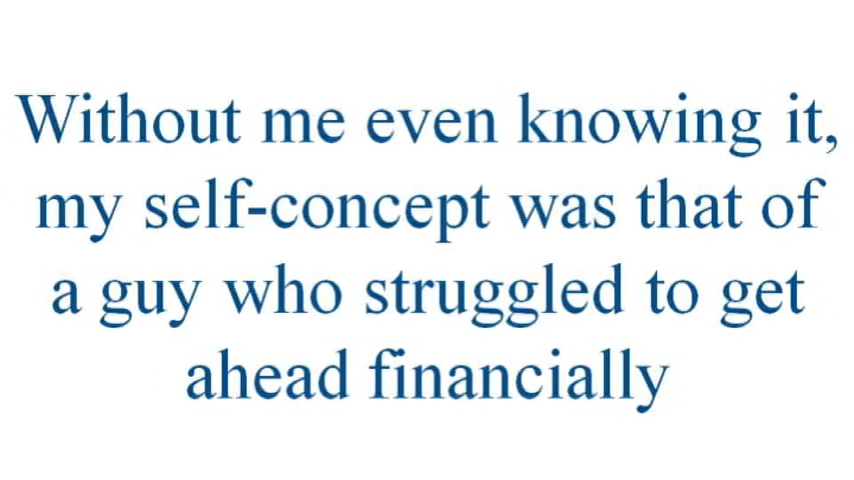 Without me even knowing it,
my self-concept was that of
a guy who struggled to get
ahead financially